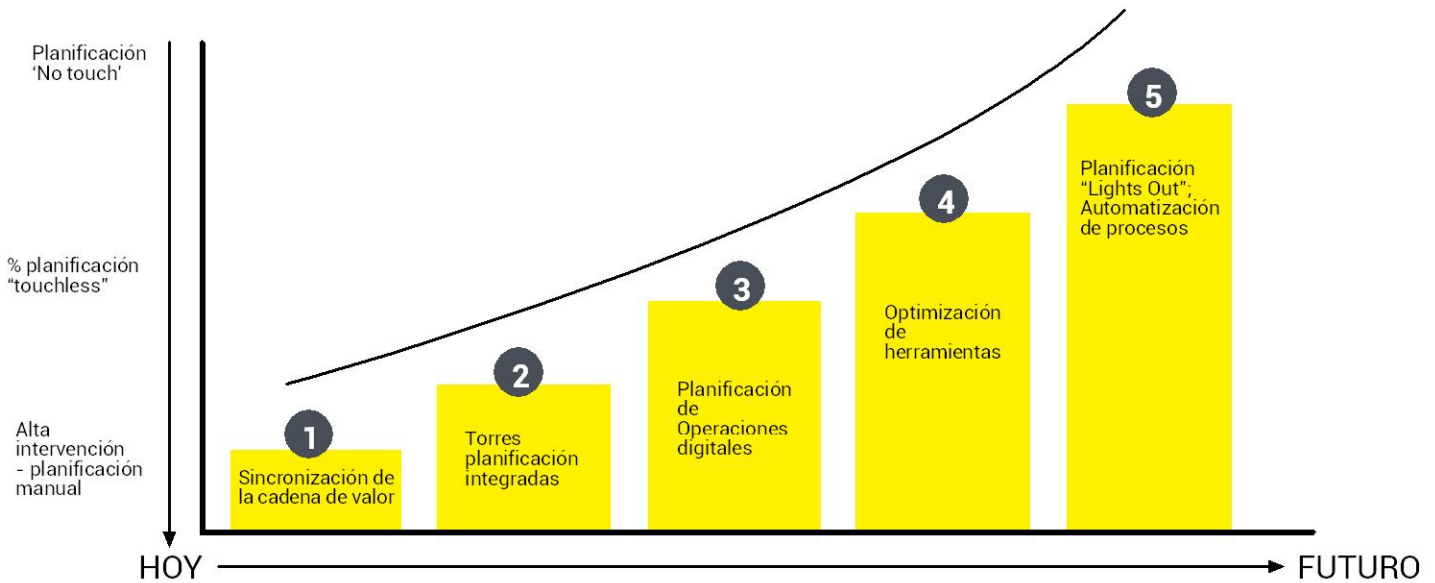 Planificación
‘No touch’
% planificación
“touchless”
Alta
intervención
- planificación
manual
1
Sincronización de
la cadena de valor
2
Torres
planificación
integradas
3
Planificación
de
Operaciones
digitales
4
Optimización
de
herramientas
5
Planificación
“Lights Out”;
Automatización
de procesos
HOY
FUTURO